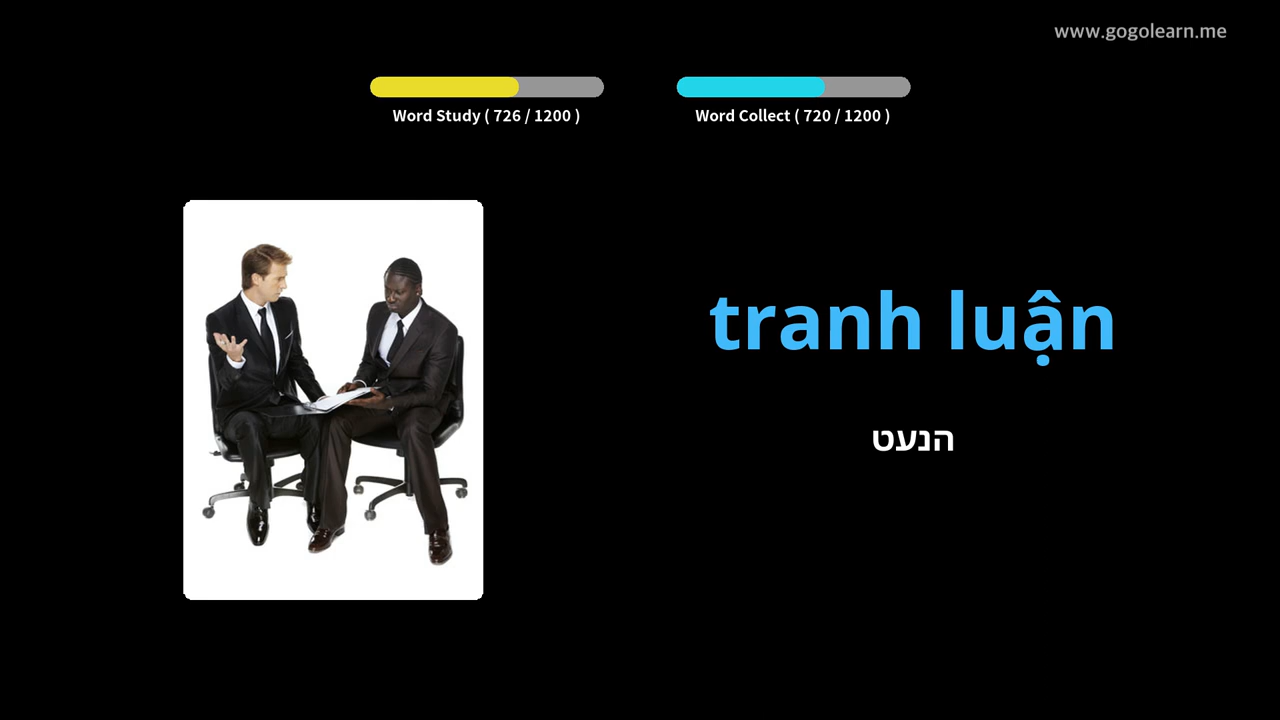 www.gogolearn.me
Word Study ( 726 / 1200 )
Word Collect ( 720 / 1200 )
tranh luận
הנעט